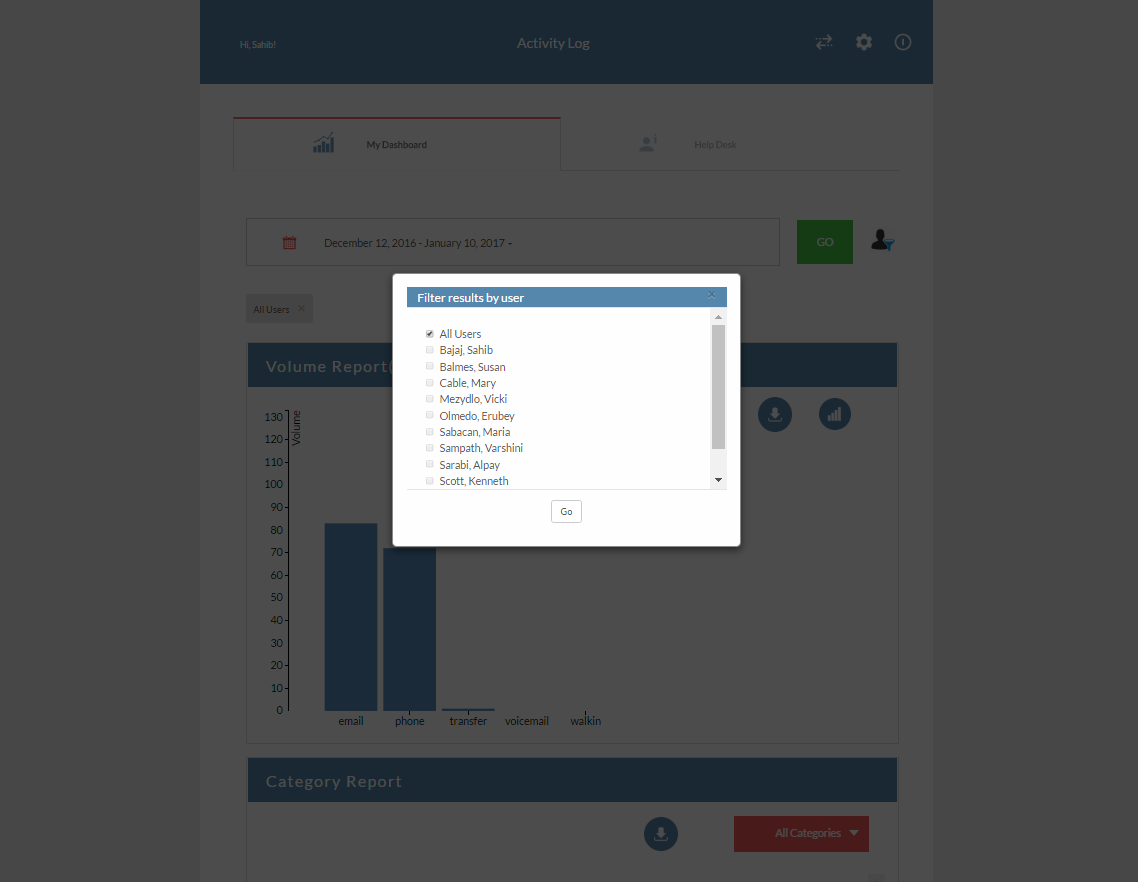 Hi, Sahib!
Activity Log
My Dashboard
Help Desk
December 12, 2016 - January 10, 2017
GO
All Users ×
Filter results by user ×
All Users
Bajaj, Sahib
Balmes, Susan
Cable, Mary
Mezydlo, Vicki
Olmedo, Erubey
Sabacan, Maria
Sampath, Varshini
Sarabi, Alpay
Scott, Kenneth
Go
Volume Report(
Volume
130
120
110
100
90
80
70
60
50
40
30
20
10
0
email phone transfer voicemail walkin
Category Report
All Categories